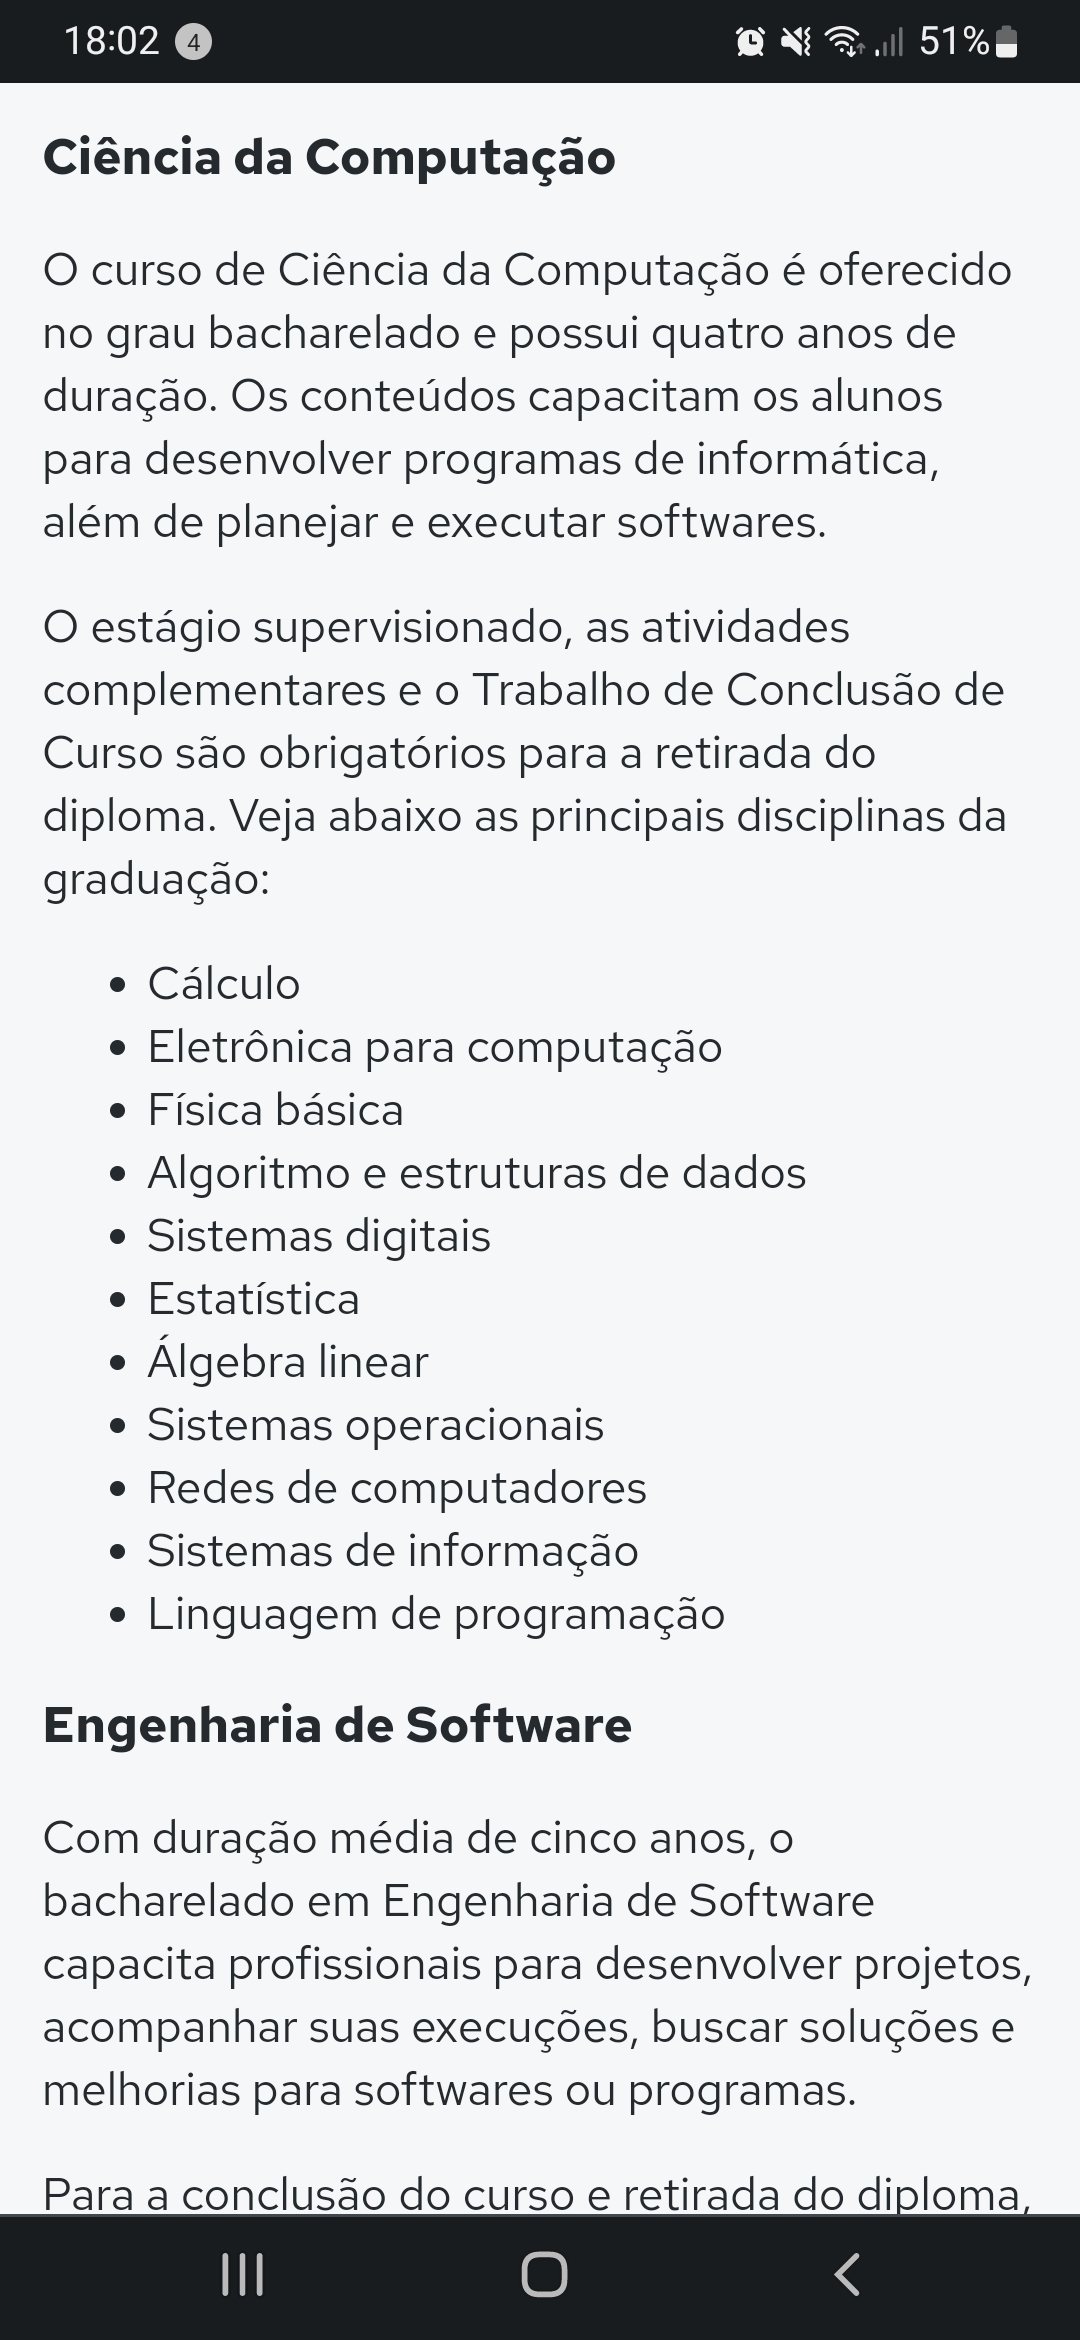 18:02 4 51%
Ciência da Computação
O curso de Ciência da Computação é oferecido
no grau bacharelado e possui quatro anos de
duração. Os conteúdos capacitam os alunos
para desenvolver programas de informática,
além de planejar e executar softwares.
O estágio supervisionado, as atividades
complementares e o Trabalho de Conclusão de
Curso são obrigatórios para a retirada do
diploma. Veja abaixo as principais disciplinas da
graduação:
• Cálculo
• Eletrônica para computação
• Física básica
• Algoritmo e estruturas de dados
• Sistemas digitais
• Estatística
• Álgebra linear
• Sistemas operacionais
• Redes de computadores
• Sistemas de informação
• Linguagem de programação
Engenharia de Software
Com duração média de cinco anos, o
bacharelado em Engenharia de Software
capacita profissionais para desenvolver projetos,
acompanhar suas execuções, buscar soluções e
melhorias para softwares ou programas.
Para a conclusão do curso e retirada do diploma,